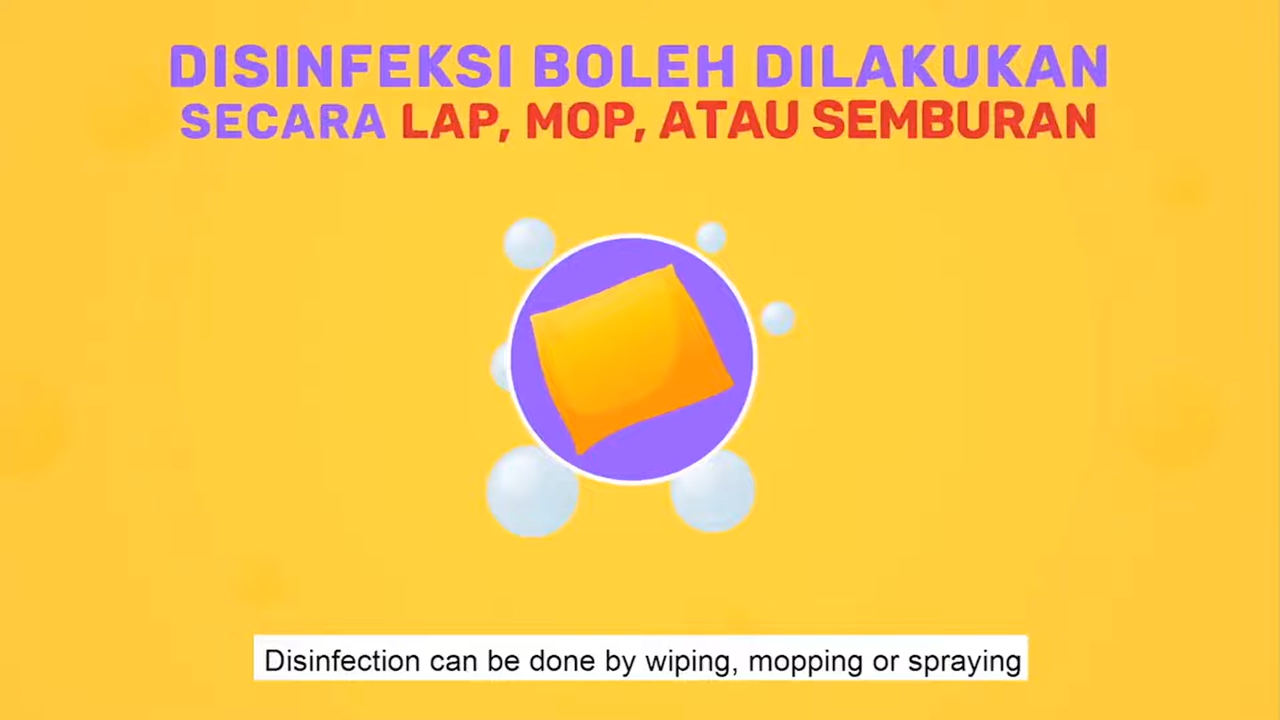 DISINFEKSI BOLEH DILAKUKAN
SECARA LAP, MOP, ATAU SEMBURAN
Disinfection can be done by wiping, mopping or spraying